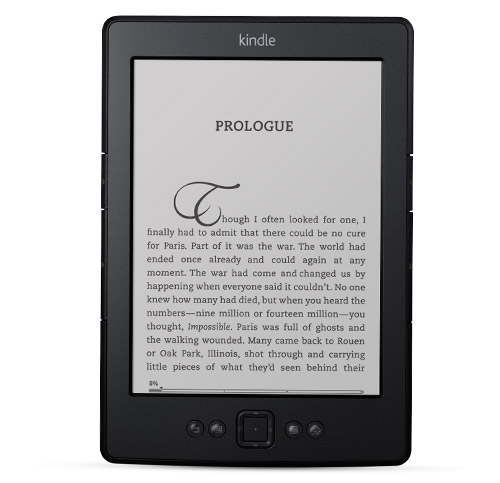 kindle
PROLOGUE
Though I often looked for one, I
finally had to admit that there could be no cure
for Paris. Part of it was the war. The world had
ended once already and could again at any
moment. The war had come and changed us by
happening when everyone said it couldn't. No one
knew how many had died, but when you heard the
numbers—nine million or fourteen million—you
thought, Impossible. Paris was full of ghosts and
the walking wounded. Many came back to Rouen
or Oak Park, Illinois, shot through and carrying
little pieces of what they'd seen behind their
6%